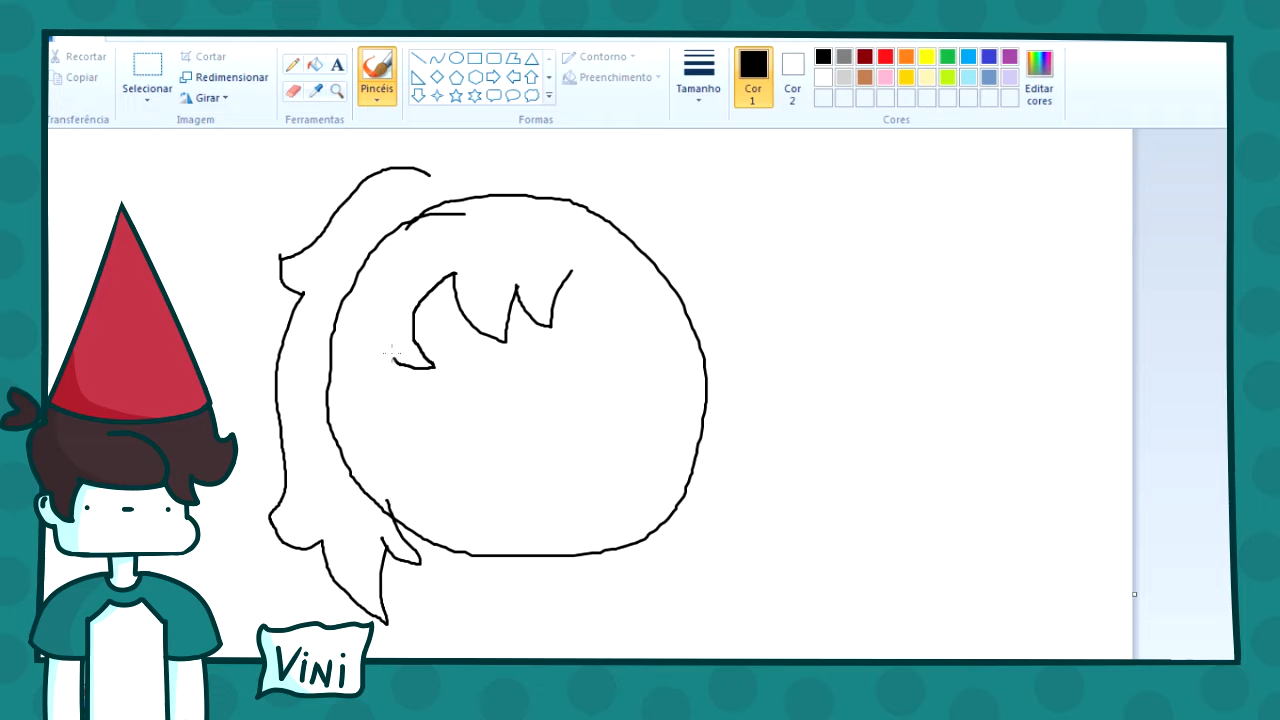 Recortar
Copiar
Transferência
Selecionar
Cortar
Redimensionar
Girar
Imagem
A
Ferramentas
Pincéis
Contorno
Preenchimento
Formas
Tamanho
Cor
1
Cor
2
Editar
cores
Cores
Vini